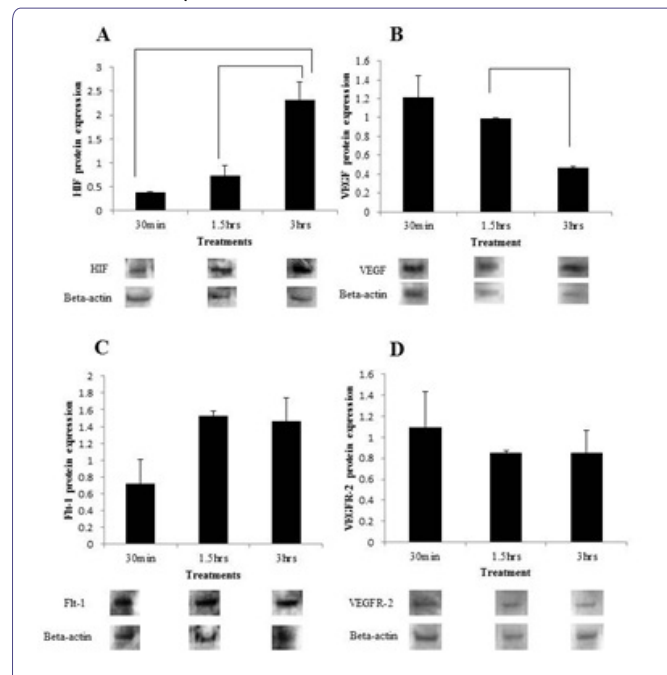 A
3
2.5
2
1.5
1
0.5
0
HIF protein expression
30min 1.5hrs 3hrs
Treatments
HIF
Beta-actin
B
1.6
1.4
1.2
1
0.8
0.6
0.4
0.2
0
VEGF protein expression
30min 1.5hrs 3hrs
Treatment
VEGF
Beta-actin
C
2
1.8
1.6
1.4
1.2
1
0.8
0.6
0.4
0.2
0
Flt-1 protein expression
30min 1.5hrs 3hrs
Treatments
Flt-1
Beta-actin
D
1.6
1.4
1.2
1
0.8
0.6
0.4
0.2
0
VEGFR-2 protein expression
30min 1.5hrs 3hrs
Treatment
VEGFR-2
Beta-actin